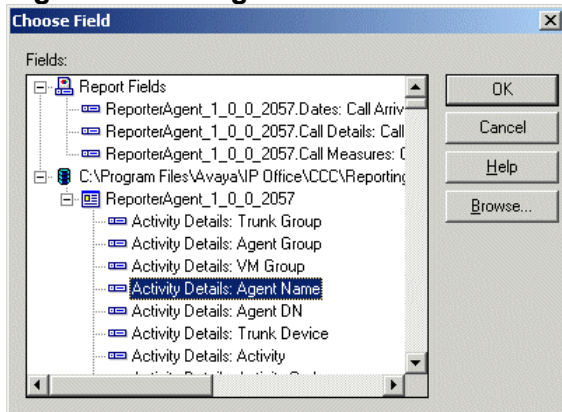 Choose Field
Fields:
Report Fields
ReporterAgent_1_0_0_2057.Dates: Call Arriv
ReporterAgent_1_0_0_2057.Call Details: Call
ReporterAgent_1_0_0_2057.Call Measures:
C:\Program Files\Avaya\IP Office\CCC\Reporting
ReporterAgent_1_0_0_2057
Activity Details: Trunk Group
Activity Details: Agent Group
Activity Details: VM Group
Activity Details: Agent Name
Activity Details: Agent DN
Activity Details: Trunk Device
Activity Details: Activity
OK
Cancel
Help
Browse...